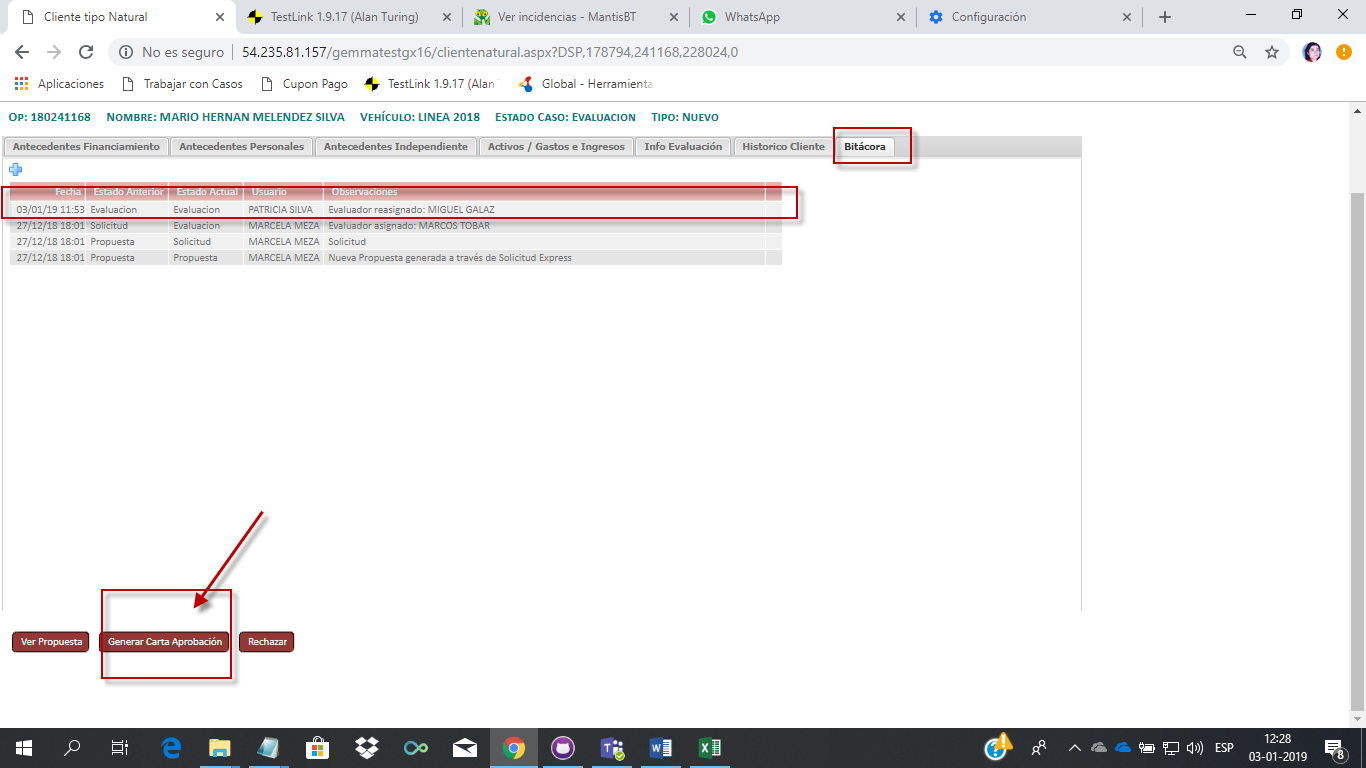 Cliente tipo Natural
TestLink 1.9.17 (Alan Turing)
Ver incidencias - MantisBT
WhatsApp
Configuración
No es seguro | 54.235.81.157/gemmatestgx16/clientenatural.aspx?DSP,178794,241168,228024,0
Aplicaciones
Trabajar con Casos
Cupon Pago
TestLink 1.9.17 (Alan
Global - Herramienta
OP: 180241168 NOMBRE: MARIO HERNAN MELENDEZ SILVA VEHÍCULO: LINEA 2018 ESTADO CASO: EVALUACION TIPO: NUEVO
Antecedentes Financiamiento
Antecedentes Personales
Antecedentes Independiente
Activos / Gastos e Ingresos
Info Evaluación
Historico Cliente
Bitácora
Fecha Estado Anterior Estado Actual Usuario Observaciones
03/01/19 11:53 Evaluacion Evaluacion PATRICIA SILVA Evaluador reasignado: MIGUEL GALAZ
27/12/18 18:01 Solicitud Evaluacion MARCELA MEZA Evaluador asignado: MARCOS TOBAR
27/12/18 18:01 Propuesta Solicitud MARCELA MEZA Solicitud
27/12/18 18:01 Propuesta Propuesta MARCELA MEZA Nueva Propuesta generada a través de Solicitud Express
Ver Propuesta
Generar Carta Aprobación
Rechazar
ESP
12:28
03-01-2019
8